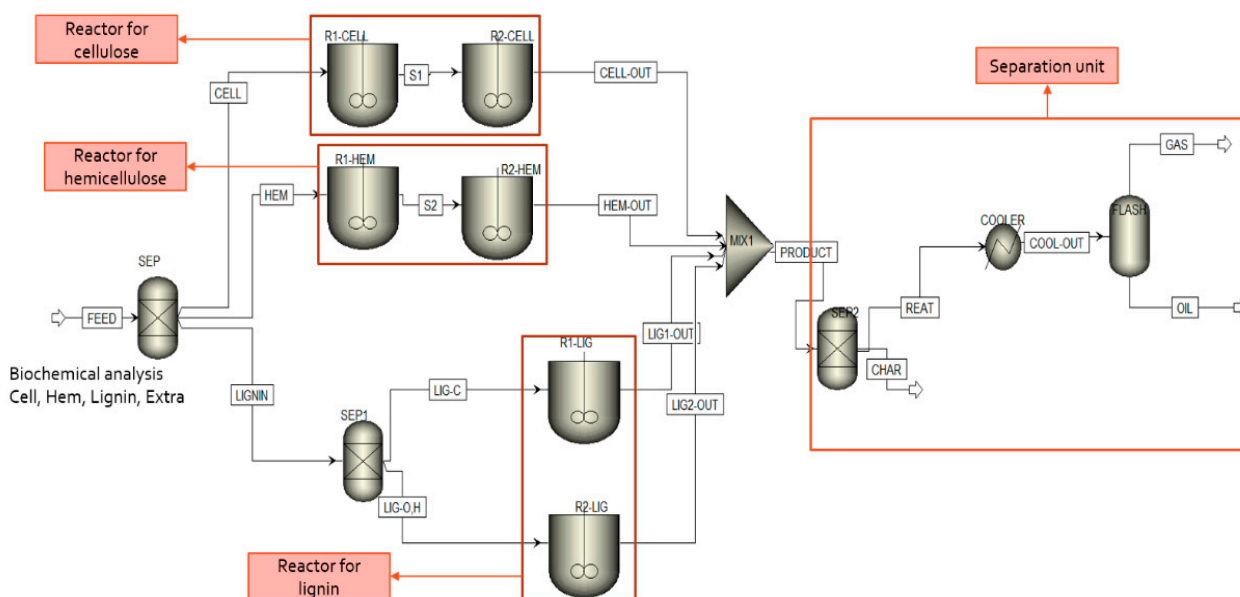 Reactor for
cellulose
R1-CELL
R2-CELL
S1
CELL-OUT
CELL
Separation unit
Reactor for
hemicellulose
R1-HEM
R2-HEM
HEM
S2
HEM-OUT
GAS
FLASH
COOLER
COOL-OUT
MIX1
PRODUCT
SEP
FEED
REAT
OIL
SEP2
CHAR
Biochemical analysis
Cell, Hem, Lignin, Extra
LIGNIN
LIG1-OUT
R1-LIG
LIG-C
LIG2-OUT
SEP1
LIG-O,H
R2-LIG
Reactor for
lignin